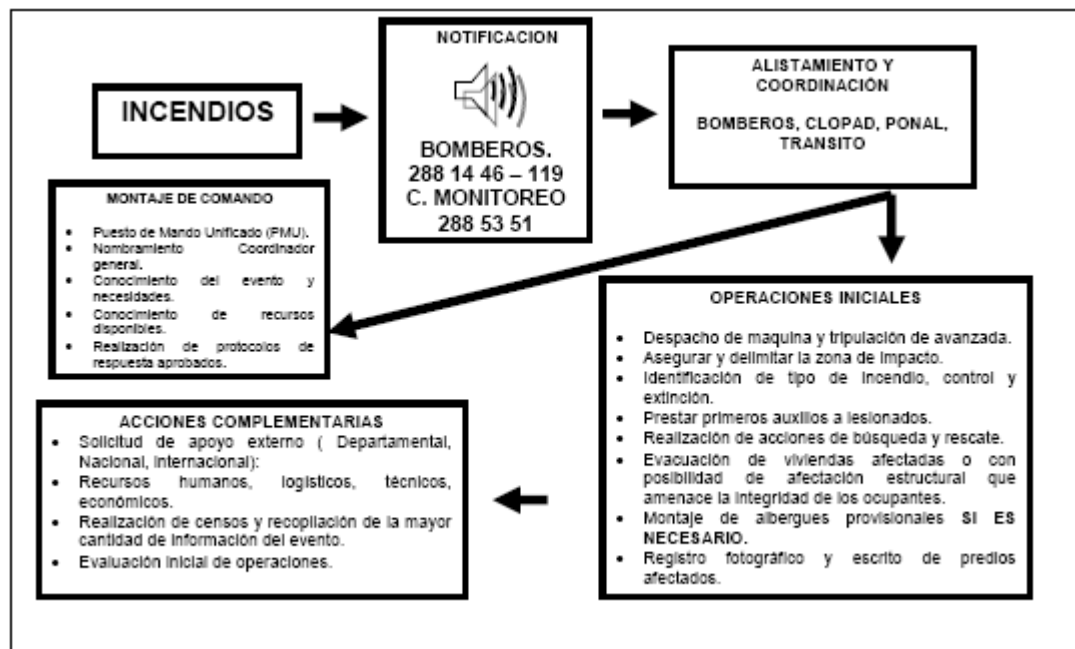 INCENDIOS
NOTIFICACION
BOMBEROS.
288 14 46 – 119
C. MONITOREO
288 53 51
ALISTAMIENTO Y
COORDINACIÓN
BOMBEROS, CLOPAD, PONAL,
TRANSITO
MONTAJE DE COMANDO
• Puesto de Mando Unificado (PMU).
• Nombramiento Coordinador
general.
• Conocimiento del evento y
necesidades.
• Conocimiento de recursos
disponibles.
• Realización de protocolos de
respuesta aprobados.
OPERACIONES INICIALES
• Despacho de maquina y tripulación de avanzada.
• Asegurar y delimitar la zona de impacto.
• Identificación de tipo de incendio, control y
extinción.
• Prestar primeros auxilios a lesionados.
• Realización de acciones de búsqueda y rescate.
• Evacuación de viviendas afectadas o con
posibilidad de afectación estructural que
amenace la integridad de los ocupantes.
• Montaje de albergues provisionales SI ES
NECESARIO.
• Registro fotográfico y escrito de predios
afectados.
ACCIONES COMPLEMENTARIAS
• Solicitud de apoyo externo ( Departamental,
Nacional, internacional):
• Recursos humanos, logísticos, técnicos,
económicos.
• Realización de censos y recopilación de la mayor
cantidad de información del evento.
• Evaluación inicial de operaciones.